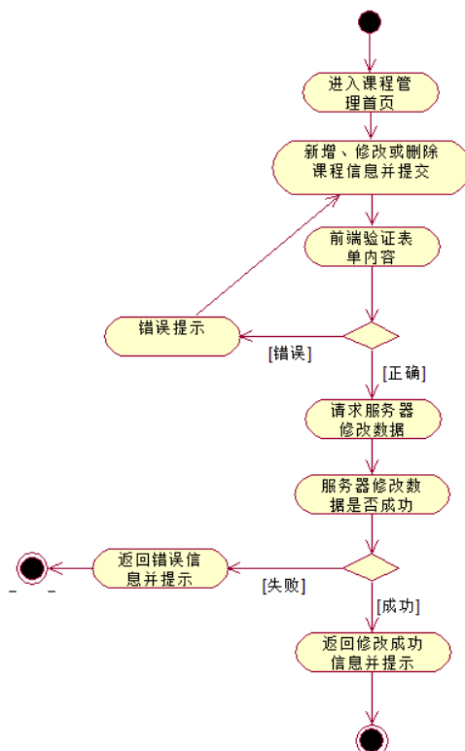 进入课程管
理首页
新增、修改或删除
课程信息并提交
前端验证表
单内容
错误提示
[错误]
[正确]
请求服务器
修改数据
服务器修改数
据是否成功
返回错误信
息并提示
[失败]
[成功]
返回修改成功
信息并提示